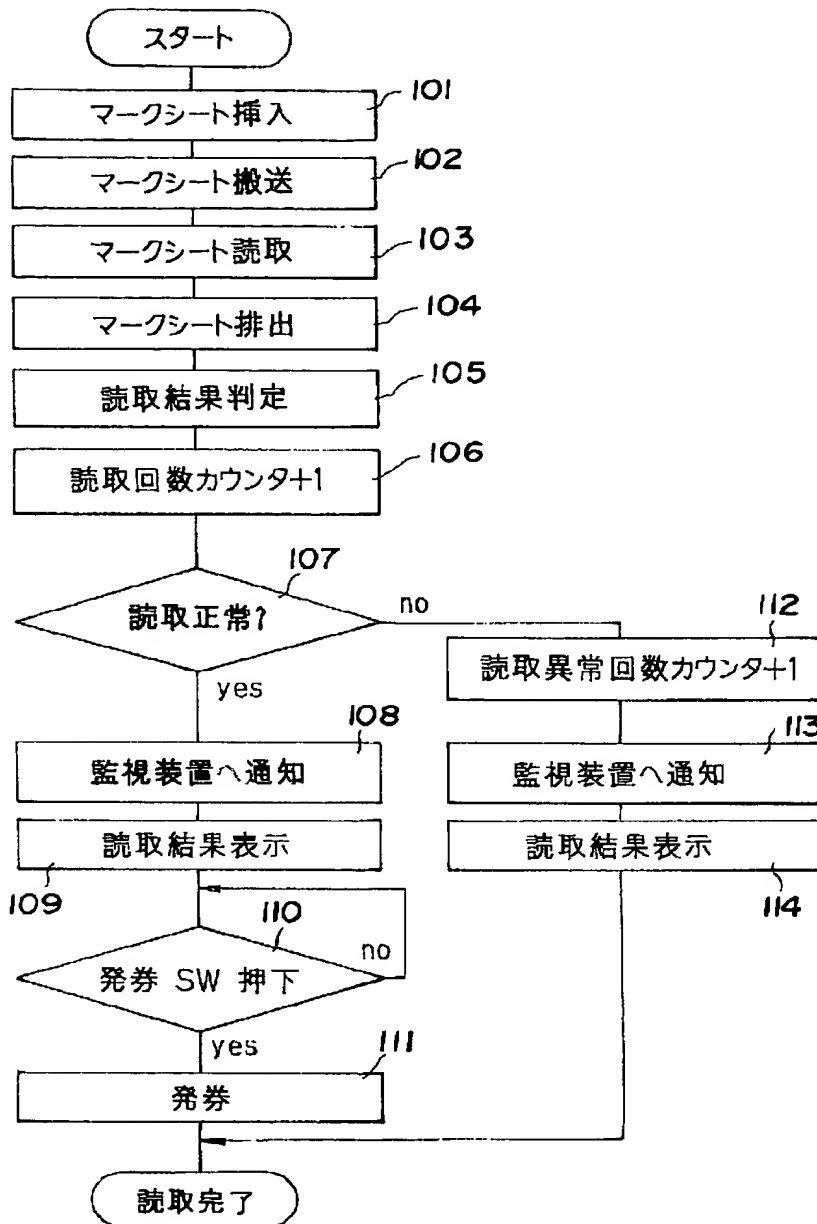 スタート
101
マークシート挿入
102
マークシート搬送
103
マークシート読取
104
マークシート排出
105
読取結果判定
106
読取回数カウンタ+1
107
読取正常?
no
yes
108
監視装置へ通知
読取結果表示
109
110
発券 SW 押下
no
yes
111
発券
112
読取異常回数カウンタ+1
113
監視装置へ通知
読取結果表示
114
読取完了